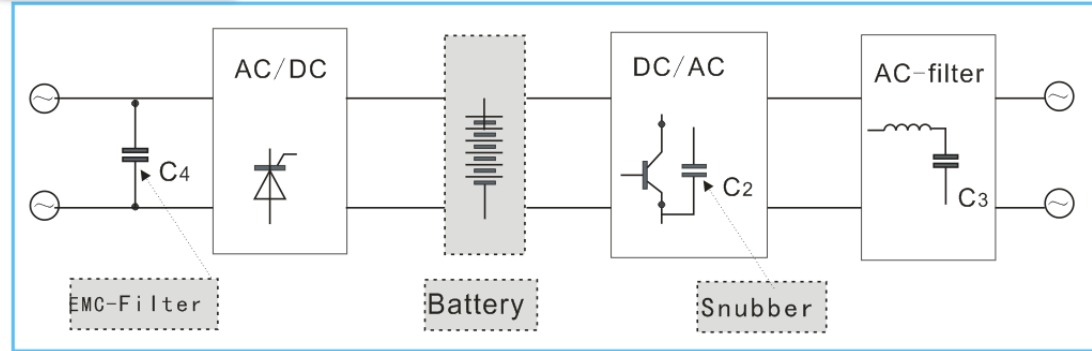 AC/DC
DC/AC
AC-filter
C4
C2
C3
EMC-Filter
Battery
Snubber